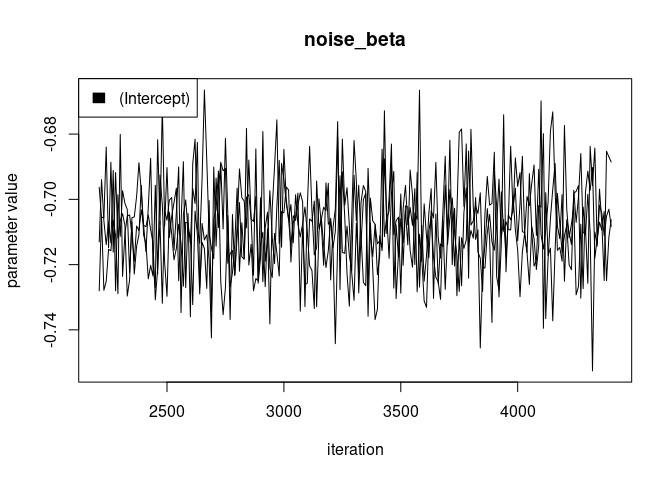 noise_beta
(Intercept)
parameter value
-0.68
-0.70
-0.72
-0.74
2500
3000
3500
4000
iteration